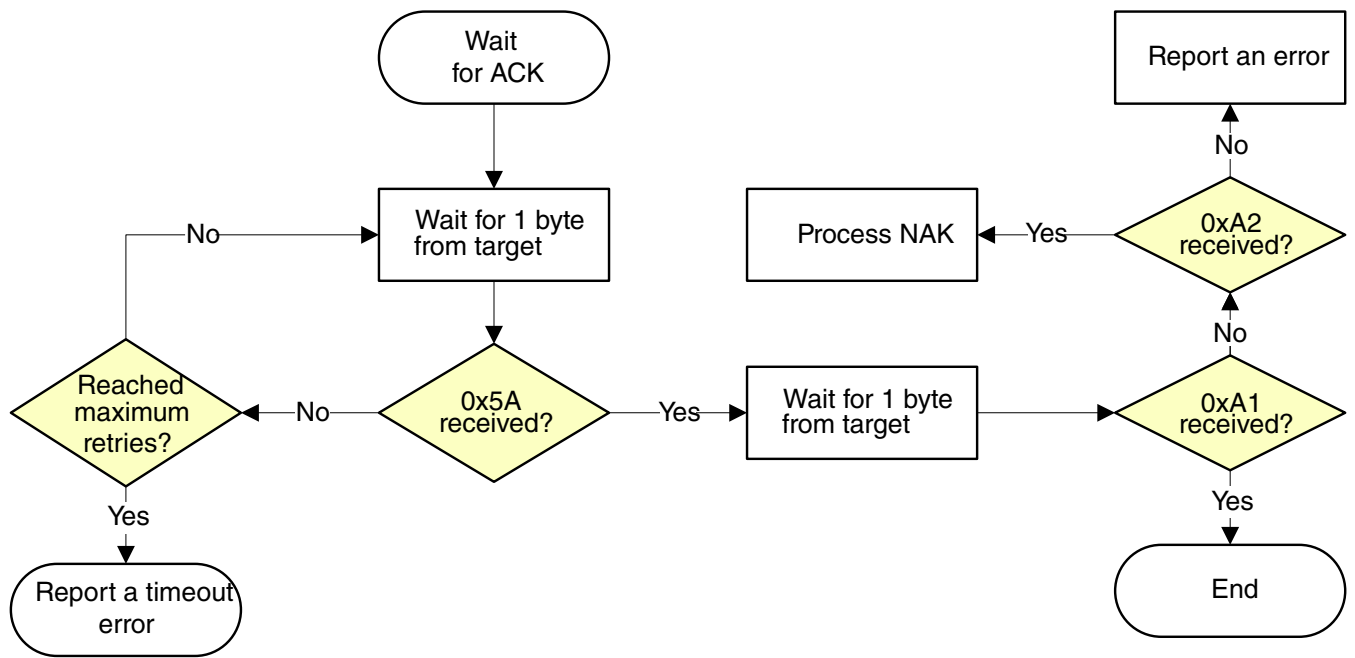 Wait
for ACK
Report an error
No
Wait for 1 byte
from target
No
Process NAK
Yes
0xA2
received?
No
Reached
maximum
retries?
No
0x5A
received?
Yes
Wait for 1 byte
from target
0xA1
received?
Yes
Yes
Report a timeout
error
End